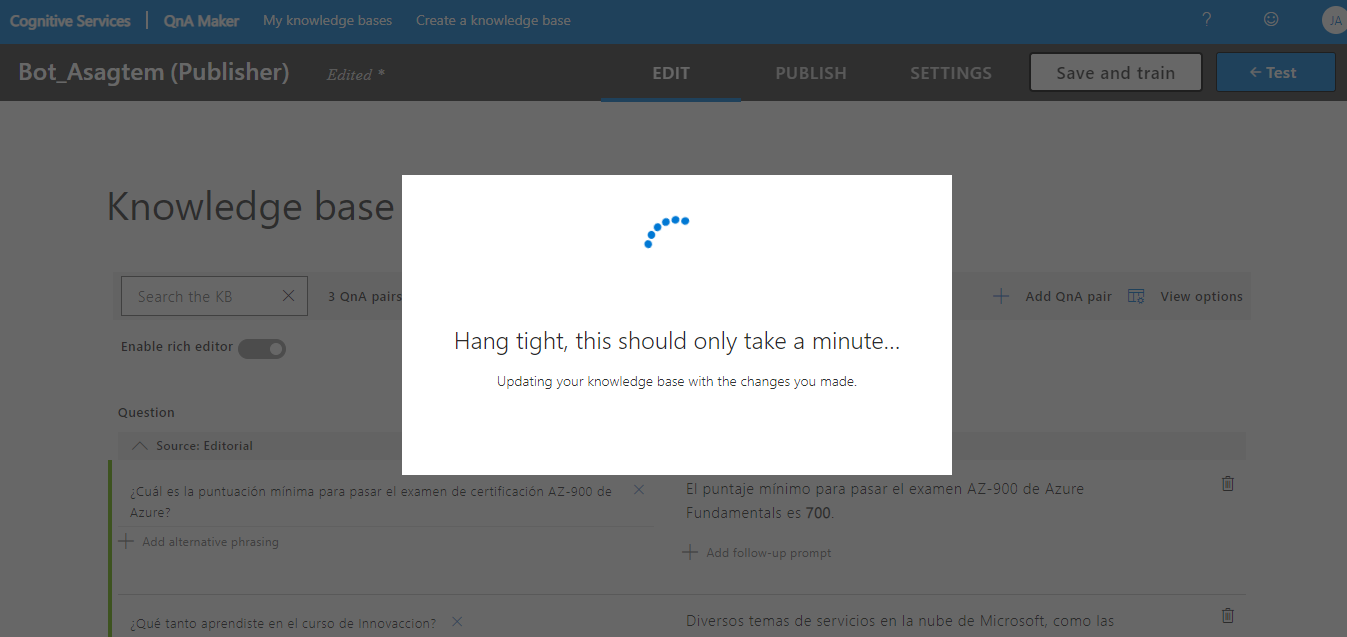 Cognitive Services | QnA Maker My knowledge bases Create a knowledge base ? JA
Bot_Asagtem (Publisher) Edited * EDIT PUBLISH SETTINGS Save and train ← Test
Knowledge base
Hang tight, this should only take a minute...
Updating your knowledge base with the changes you made.
Search the KB 3 QnA pairs + Add QnA pair View options
Enable rich editor
Question
Source: Editorial
¿Cuál es la puntuación mínima para pasar el examen de certificación AZ-900 de
Azure?
+ Add alternative phrasing
El puntaje mínimo para pasar el examen AZ-900 de Azure
Fundamentals es 700.
+ Add follow-up prompt
¿Qué tanto aprendiste en el curso de Innovaccion?
Diversos temas de servicios en la nube de Microsoft, como las